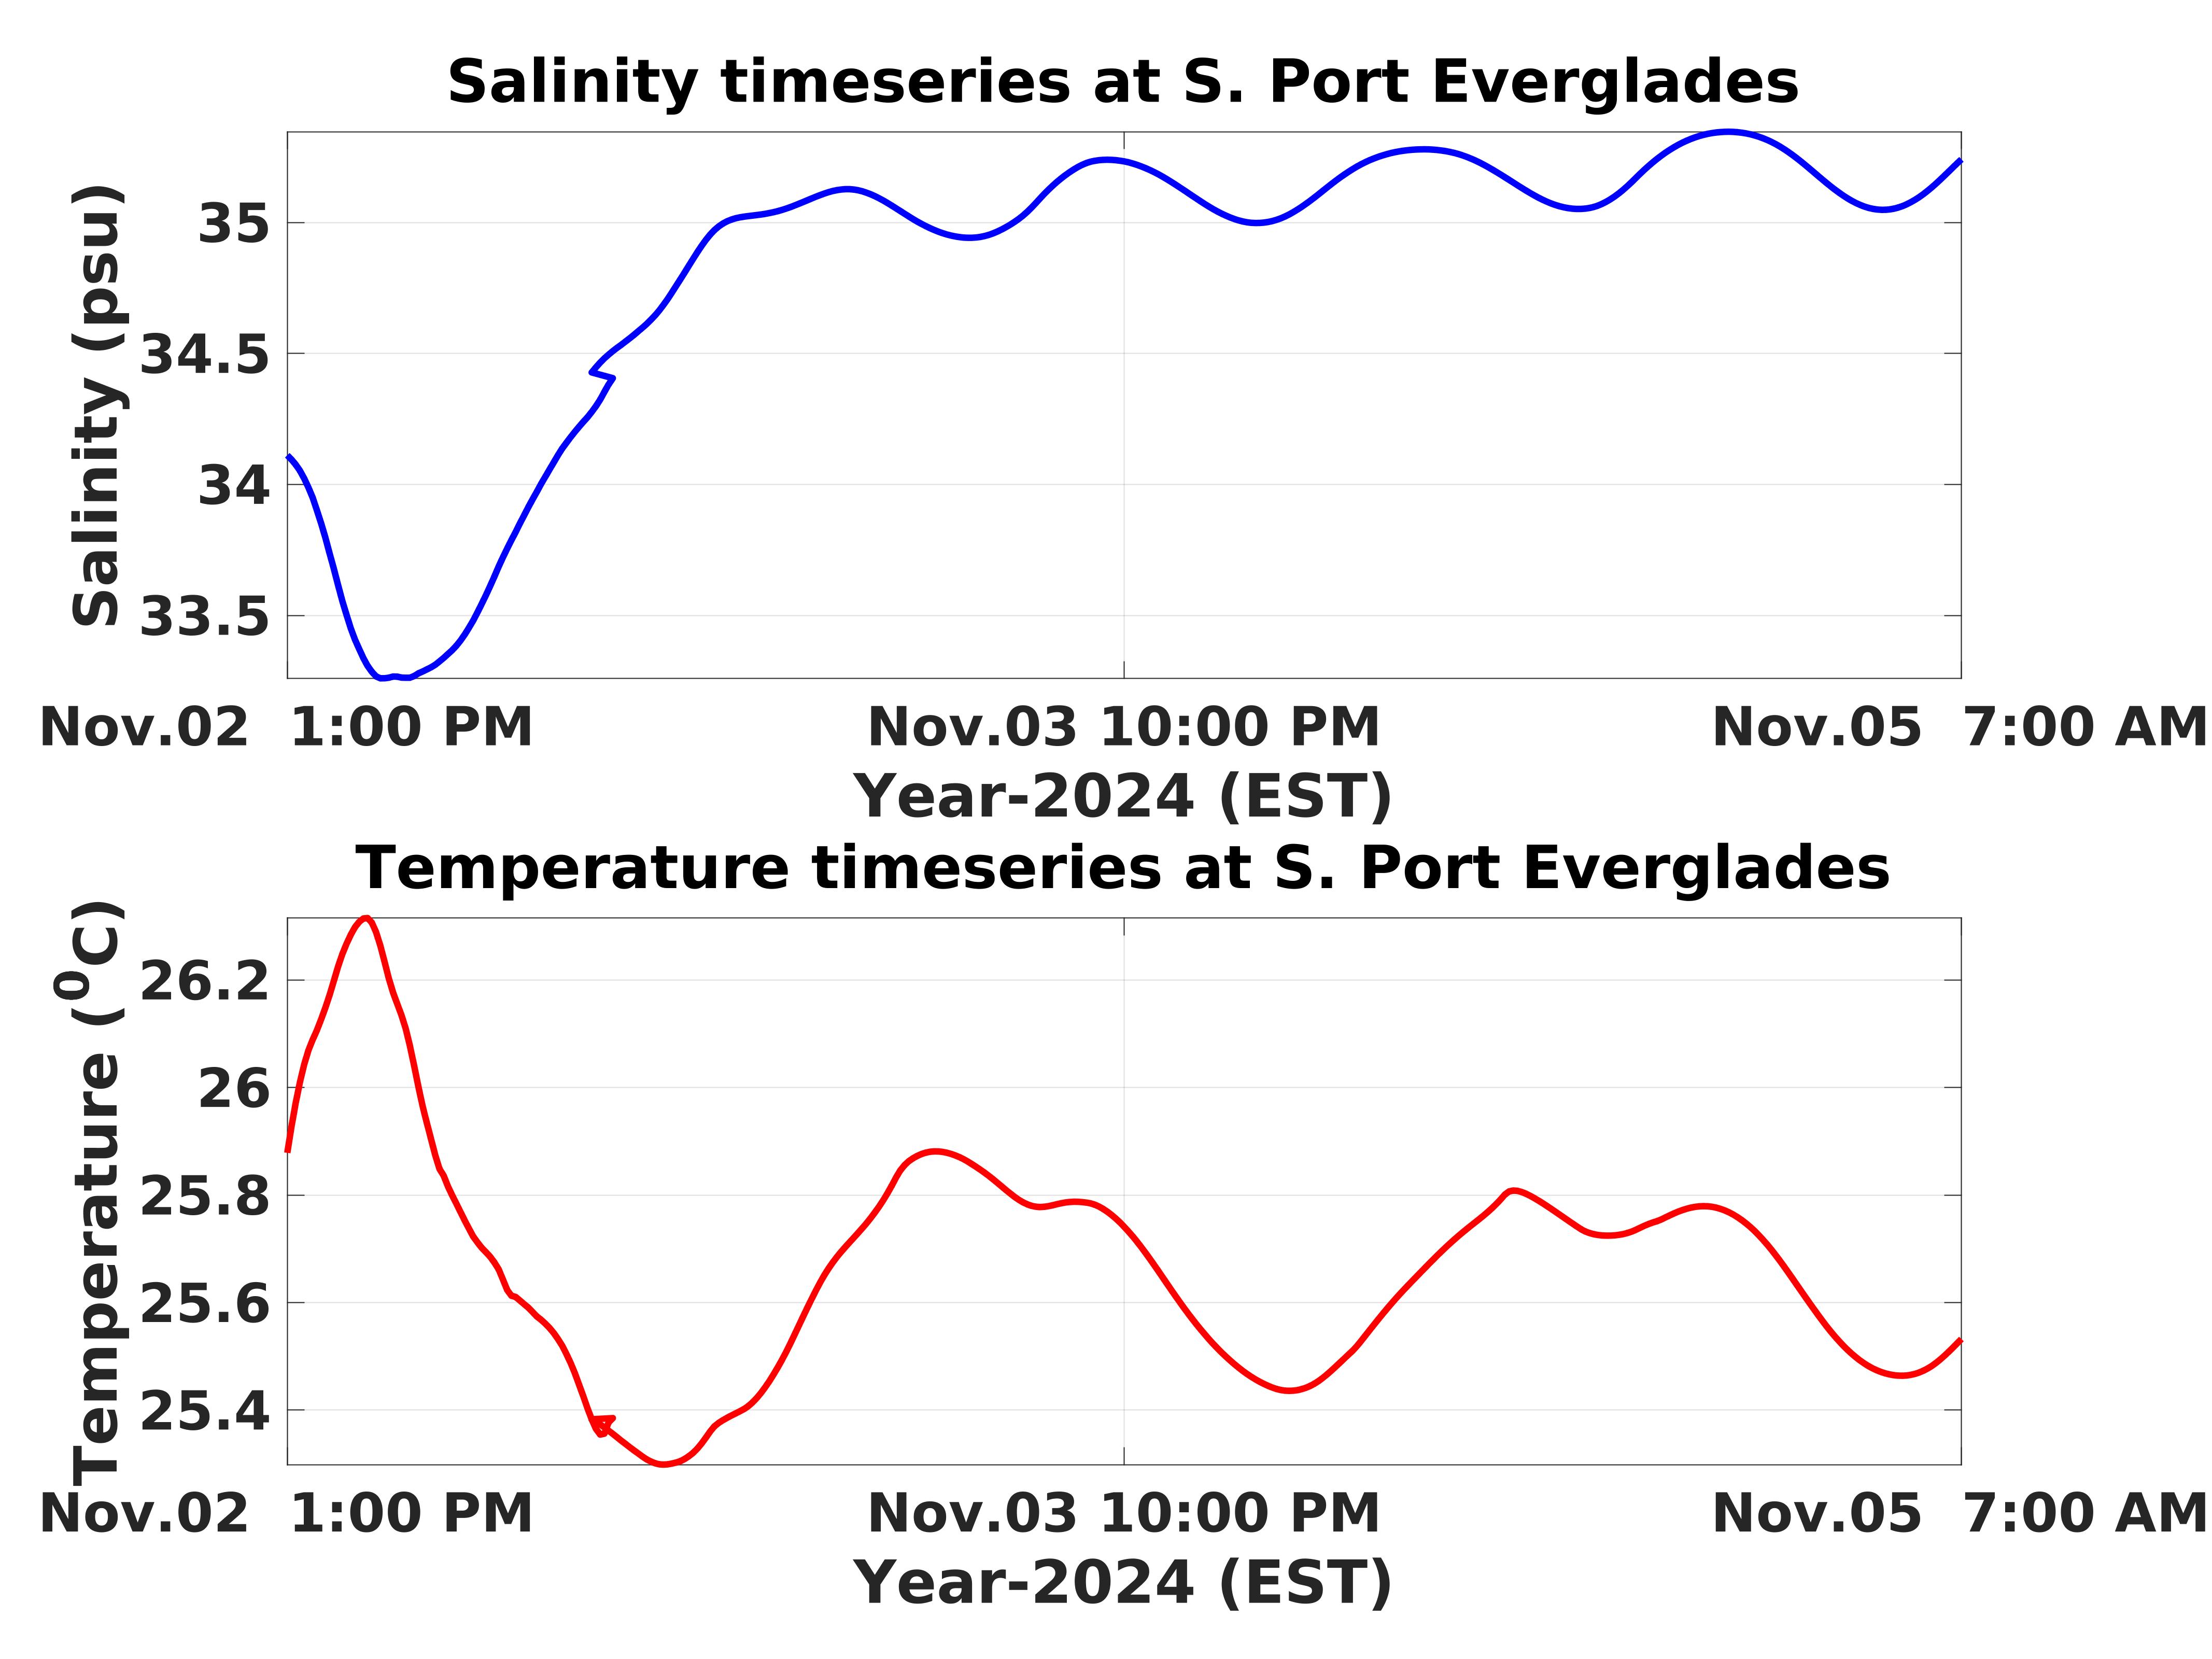 Salinity timeseries at S. Port Everglades
Salinity (psu)
35
34.5
34
33.5
Nov.02  1:00 PM Nov.03 10:00 PM Nov.05  7:00 AM
Year-2024 (EST)
Temperature timeseries at S. Port Everglades
Temperature (⁰C)
26.2
26
25.8
25.6
25.4
Nov.02  1:00 PM Nov.03 10:00 PM Nov.05  7:00 AM
Year-2024 (EST)